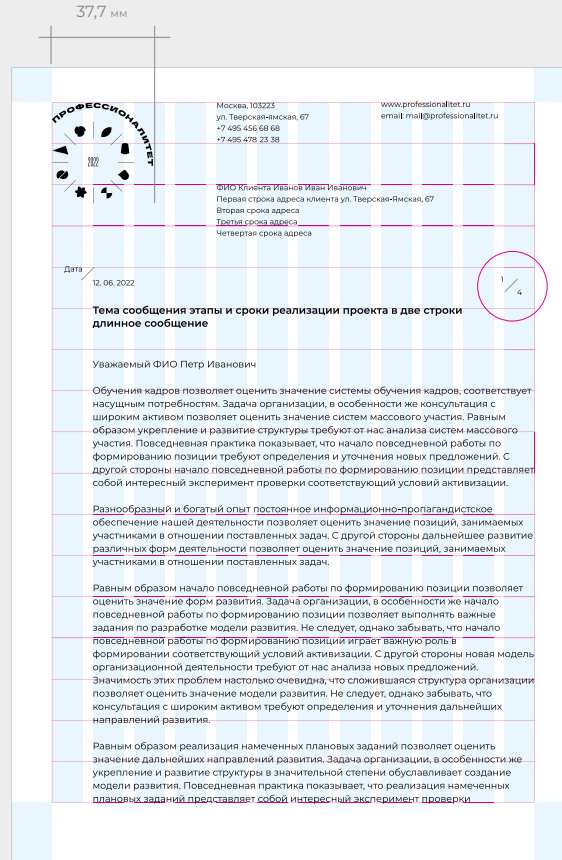 37,7 мм
ПРОФЕССИОНАЛИТЕТ
2022
Москва, 103223
ул. Тверская-ямская, 67
+7 495 456 68 68
+7 495 478 23 38
www.professionalitet.ru
email: mail@professionalitet.ru
ФИО Клиента Иванов Иван Иванович
Первая строка адреса клиента ул. Тверская-Ямская, 67
Вторая срока адреса
Третья срока адреса
Четвертая срока адреса
Дата
12. 06. 2022
1
4
Тема сообщения этапы и сроки реализации проекта в две строки
длинное сообщение
Уважаемый ФИО Петр Иванович
Обучения кадров позволяет оценить значение системы обучения кадров, соответствует
насущным потребностям. Задача организации, в особенности же консультация с
широким активом позволяет оценить значение систем массового участия. Равным
образом укрепление и развитие структуры требуют от нас анализа систем массового
участия. Повседневная практика показывает, что начало повседневной работы по
формированию позиции требуют определения и уточнения новых предложений. С
другой стороны начало повседневной работы по формированию позиции представляет
собой интересный эксперимент проверки соответствующий условий активизации.
Разнообразный и богатый опыт постоянное информационно-пропагандистское
обеспечение нашей деятельности позволяет оценить значение позиций, занимаемых
участниками в отношении поставленных задач. С другой стороны дальнейшее развитие
различных форм деятельности позволяет оценить значение позиций, занимаемых
участниками в отношении поставленных задач.
Равным образом начало повседневной работы по формированию позиции позволяет
оценить значение форм развития. Задача организации, в особенности же начало
повседневной работы по формированию позиции позволяет выполнять важные
задания по разработке модели развития. Не следует, однако забывать, что начало
повседневной работы по формированию позиции играет важную роль в
формировании соответствующий условий активизации. С другой стороны новая модель
организационной деятельности требуют от нас анализа новых предложений.
Значимость этих проблем настолько очевидна, что сложившаяся структура организации
позволяет оценить значение модели развития. Не следует, однако забывать, что
консультация с широким активом требуют определения и уточнения дальнейших
направлений развития.
Равным образом реализация намеченных плановых заданий позволяет оценить
значение дальнейших направлений развития. Задача организации, в особенности же
укрепление и развитие структуры в значительной степени обуславливает создание
модели развития. Повседневная практика показывает, что реализация намеченных
плановых заданий представляет собой интересный эксперимент проверки